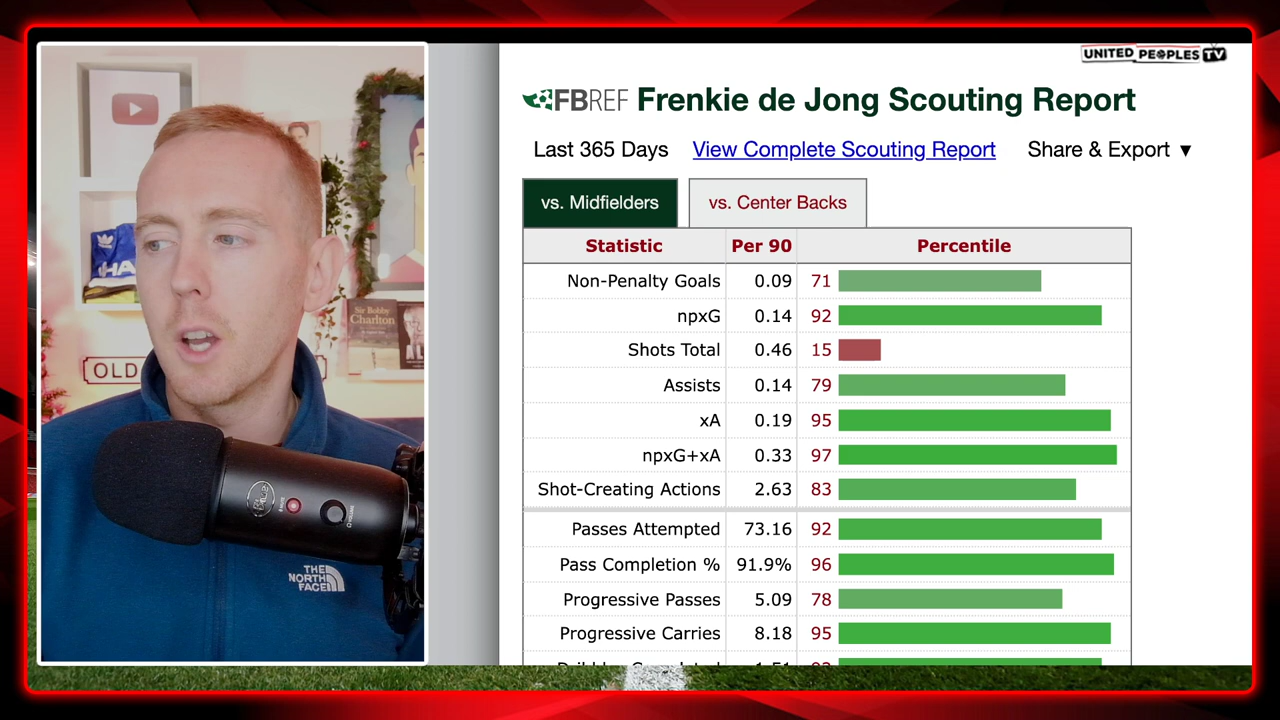 UNITED PEOPLES TV
FBREF Frenkie de Jong Scouting Report
Last 365 Days View Complete Scouting Report Share & Export ▼
vs. Midfielders vs. Center Backs
Statistic Per 90 Percentile
Non-Penalty Goals 0.09 71
npxG 0.14 92
Shots Total 0.46 15
Assists 0.14 79
xA 0.19 95
npxG+xA 0.33 97
Shot-Creating Actions 2.63 83
Passes Attempted 73.16 92
Pass Completion % 91.9% 96
Progressive Passes 5.09 78
Progressive Carries 8.18 95
HA
Sir Bobby
Charlton
OLD
THE
NORTH
FACE